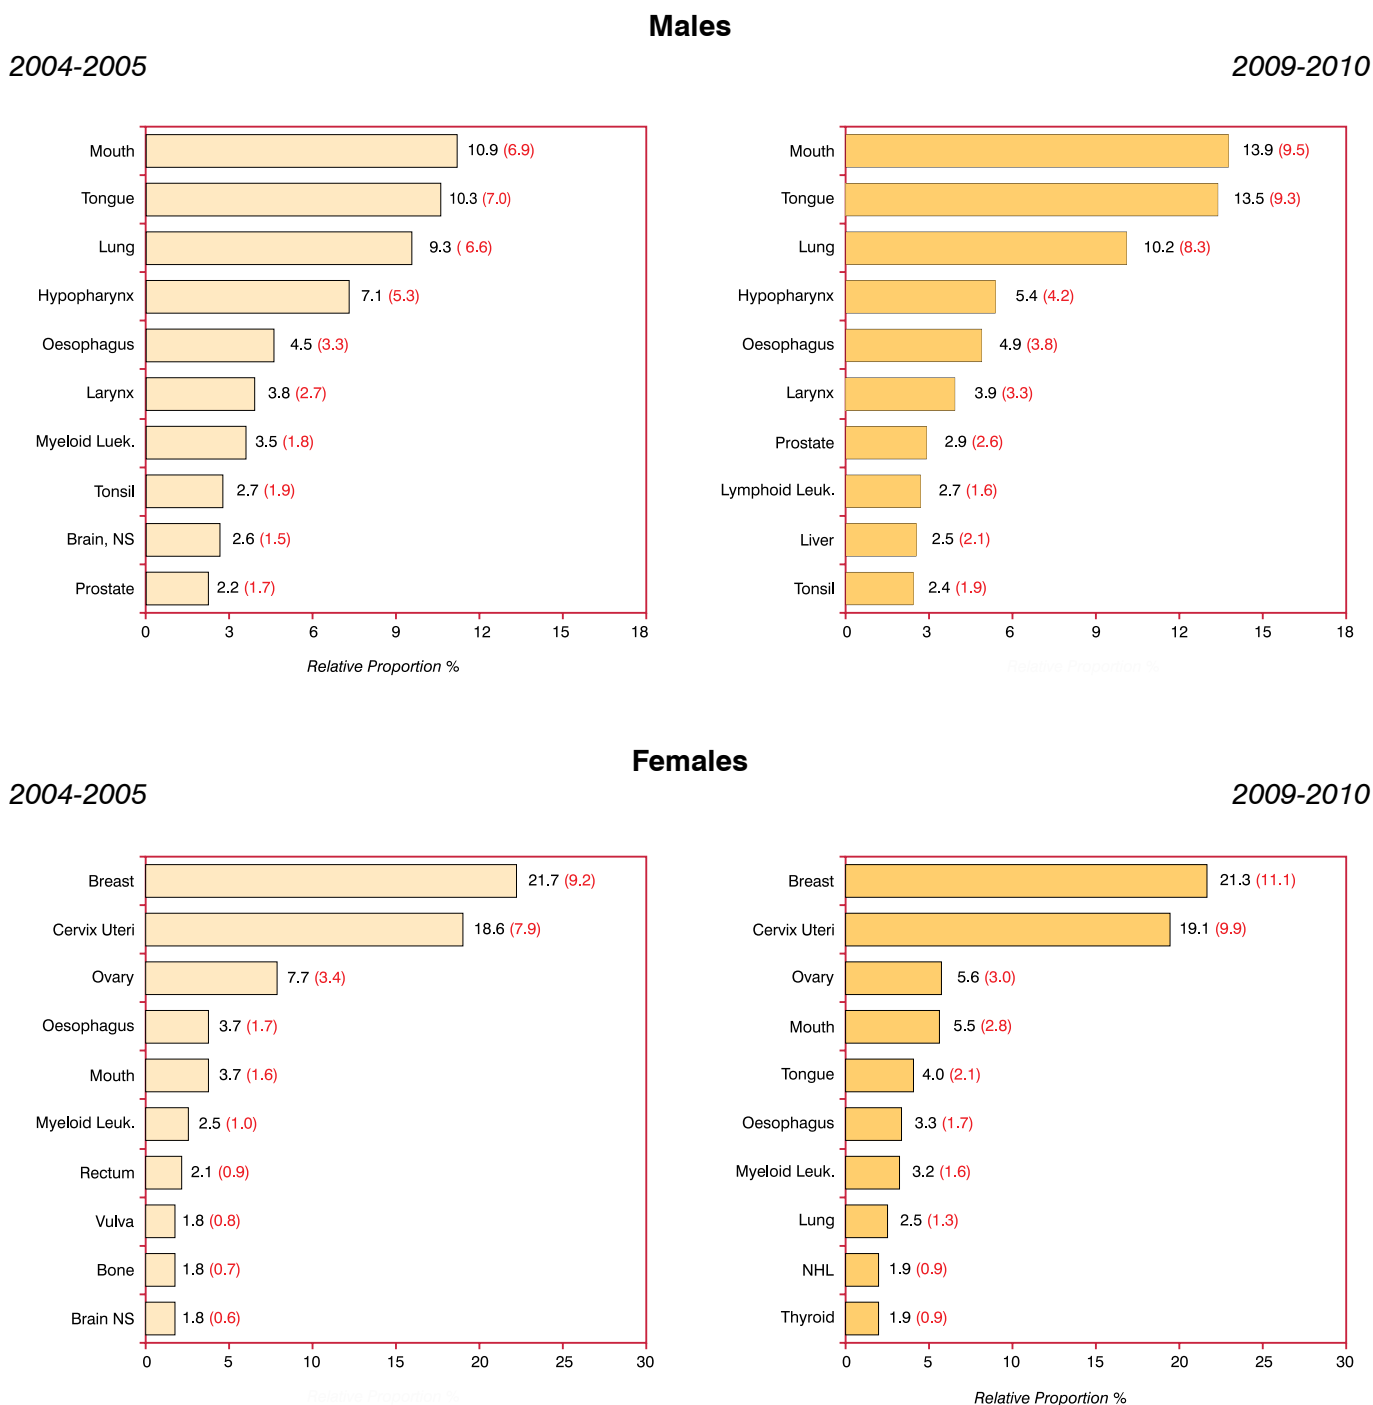 Males
2004-2005 2009-2010
Mouth 10.9 (6.9)
Tongue 10.3 (7.0)
Lung 9.3 ( 6.6)
Hypopharynx 7.1 (5.3)
Oesophagus 4.5 (3.3)
Larynx 3.8 (2.7)
Myeloid Luek. 3.5 (1.8)
Tonsil 2.7 (1.9)
Brain, NS 2.6 (1.5)
Prostate 2.2 (1.7)
0 3 6 9 12 15 18
Relative Proportion %
Mouth 13.9 (9.5)
Tongue 13.5 (9.3)
Lung 10.2 (8.3)
Hypopharynx 5.4 (4.2)
Oesophagus 4.9 (3.8)
Larynx 3.9 (3.3)
Prostate 2.9 (2.6)
Lymphoid Leuk. 2.7 (1.6)
Liver 2.5 (2.1)
Tonsil 2.4 (1.9)
0 3 6 9 12 15 18
Relative Proportion %
Females
2004-2005 2009-2010
Breast 21.7 (9.2)
Cervix Uteri 18.6 (7.9)
Ovary 7.7 (3.4)
Oesophagus 3.7 (1.7)
Mouth 3.7 (1.6)
Myeloid Leuk. 2.5 (1.0)
Rectum 2.1 (0.9)
Vulva 1.8 (0.8)
Bone 1.8 (0.7)
Brain NS 1.8 (0.6)
0 5 10 15 20 25 30
Relative Proportion %
Breast 21.3 (11.1)
Cervix Uteri 19.1 (9.9)
Ovary 5.6 (3.0)
Mouth 5.5 (2.8)
Tongue 4.0 (2.1)
Oesophagus 3.3 (1.7)
Myeloid Leuk. 3.2 (1.6)
Lung 2.5 (1.3)
NHL 1.9 (0.9)
Thyroid 1.9 (0.9)
0 5 10 15 20 25 30
Relative Proportion %